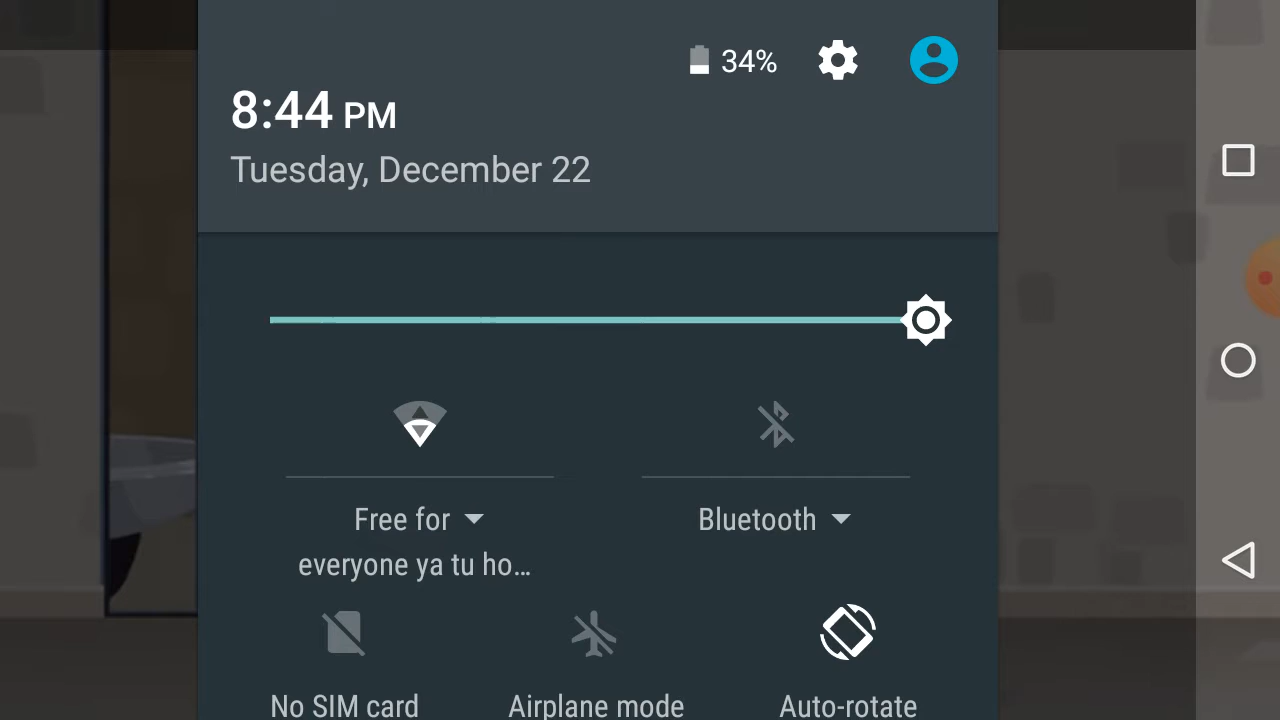 34%
8:44 PM
Tuesday, December 22
Free for
everyone ya tu ho...
Bluetooth
No SIM card
Airplane mode
Auto-rotate